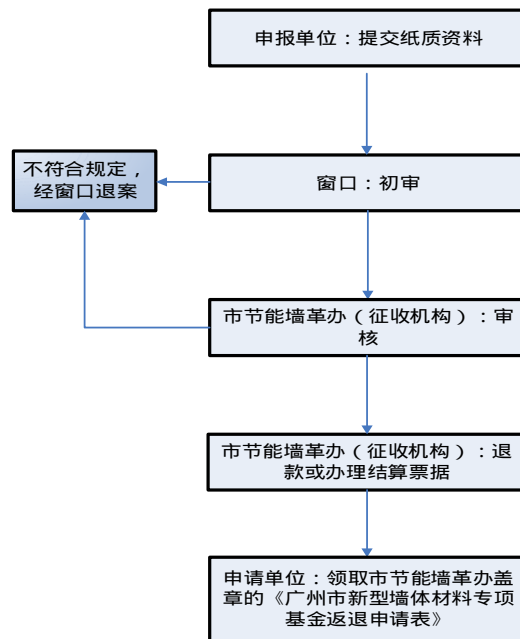 申报单位：提交纸质资料
不符合规定，
经窗口退案
窗口：初审
市节能墙革办（征收机构）：审
核
市节能墙革办（征收机构）：退
款或办理结算票据
申请单位：领取市节能墙革办盖
章的《广州市新型墙体材料专项
基金返退申请表》